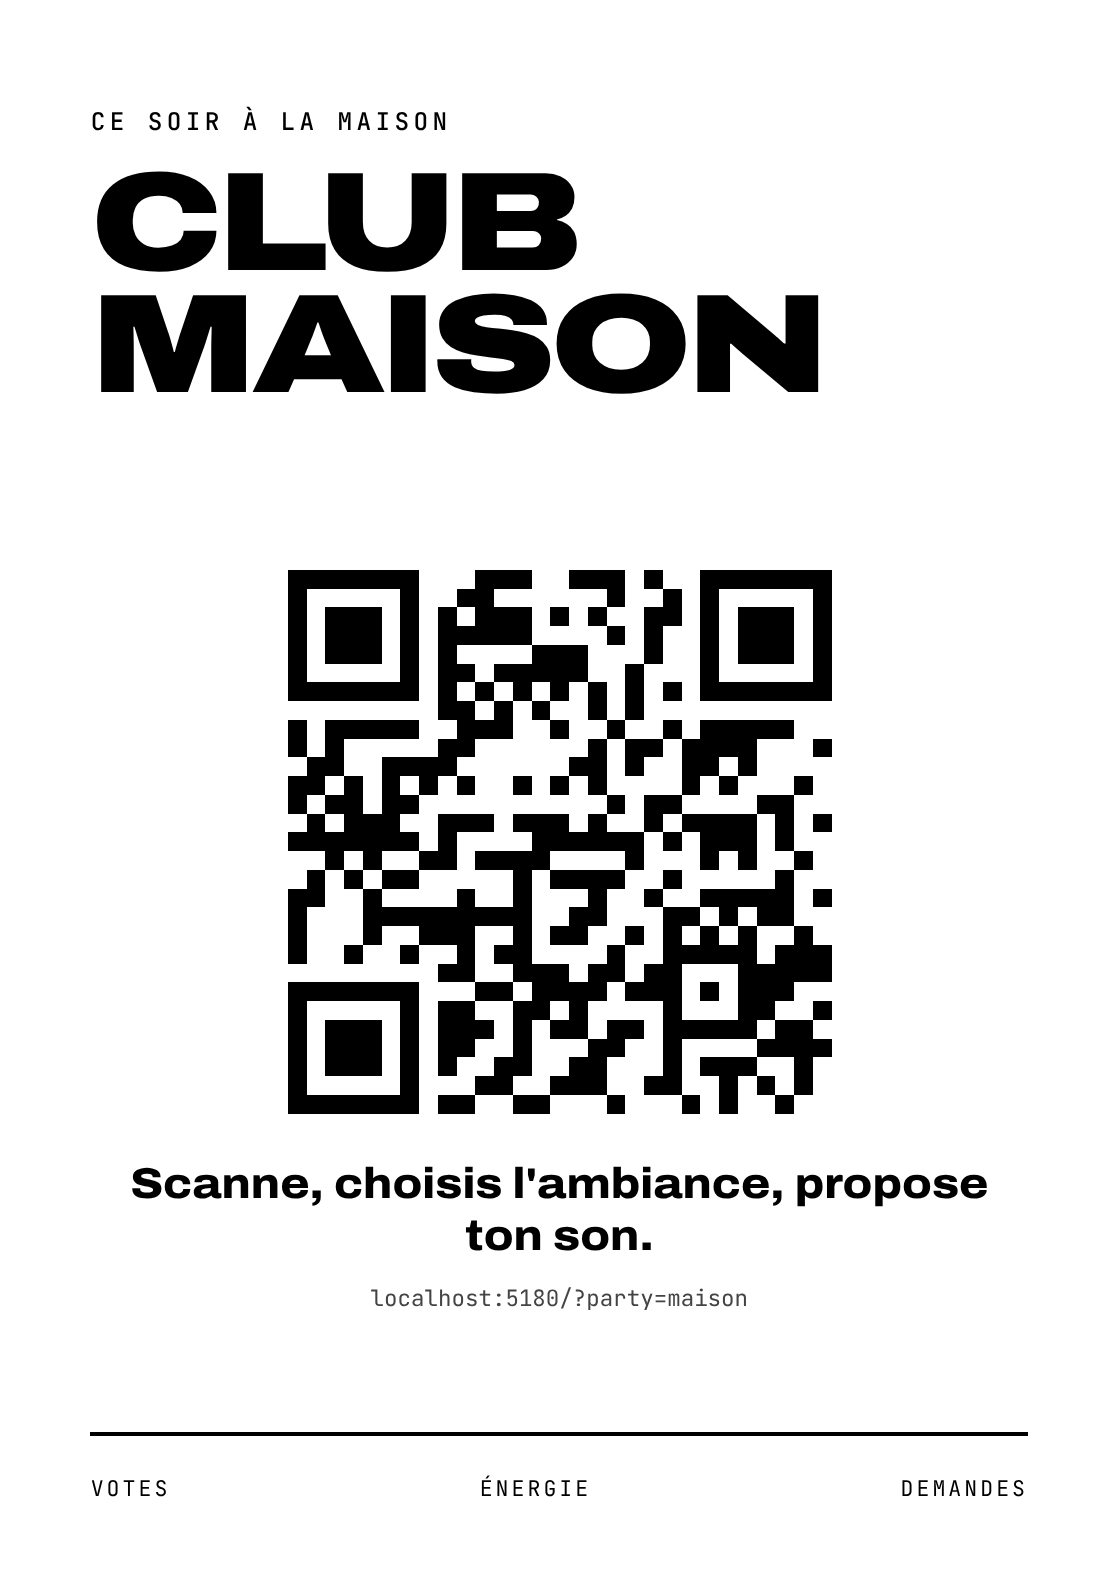 CE SOIR À LA MAISON
CLUB
MAISON
Scanne, choisis l'ambiance, propose
ton son.
localhost:5180/?party=maison
VOTES ÉNERGIE DEMANDES